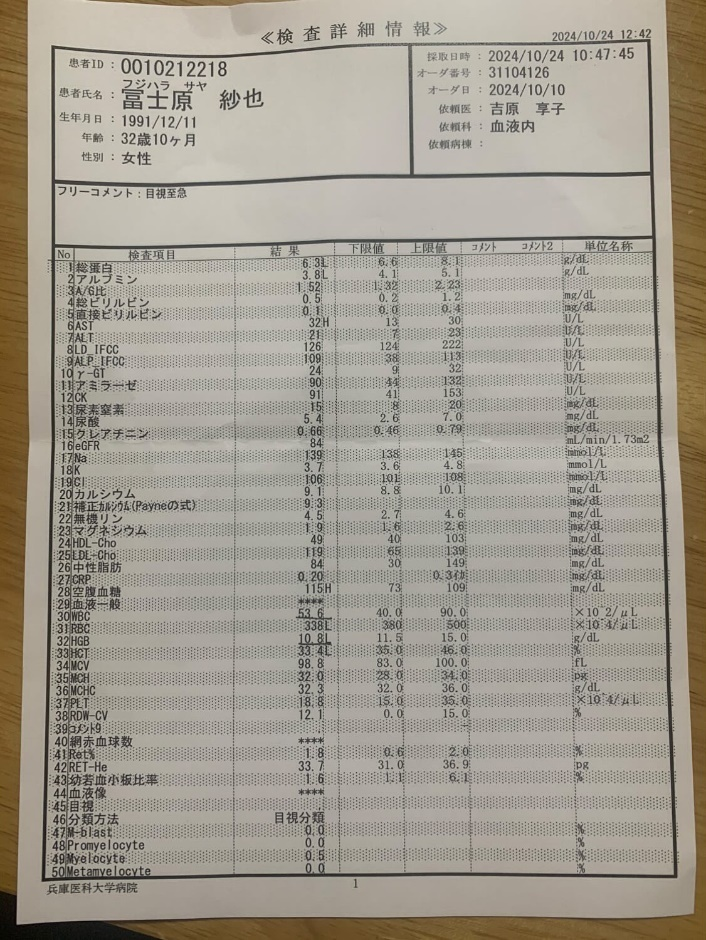 ≪検査詳細情報≫
2024/10/24 12:42
患者ID : 0010212218
フジハラ サヤ
患者氏名 : 冨士原 紗也
生年月日 : 1991/12/11
年齢 : 32歳10ヶ月
性別 : 女性
採取日時 : 2024/10/24 10:47:45
オーダ番号 : 31104126
オーダ日 : 2024/10/10
依頼医 : 吉原 享子
依頼科 : 血液内
依頼病棟 :
フリーコメント : 目視至急
No 検査項目 結果 下限値 上限値 コメント コメント2 単位名称
1 総蛋白 6.3 L 6.6 8.1 g/dL
2 アルブミン 3.8 L 4.1 5.1 g/dL
3 A/G比 1.52 1.32 2.23
4 総ビリルビン 0.5 0.2 1.2 mg/dL
5 直接ビリルビン 0.1 0.0 0.4 mg/dL
6 AST 32 H 13 30 U/L
7 ALT 21 7 23 U/L
8 LD_IFCC 126 124 222 U/L
9 ALP_IFCC 109 38 113 U/L
10 γ-GT 24 9 32 U/L
11 アミラーゼ 90 44 132 U/L
12 CK 91 41 153 U/L
13 尿素窒素 15 8 20 mg/dL
14 尿酸 5.4 2.6 7.0 mg/dL
15 クレアチニン 0.66 0.46 0.79 mg/dL
16 eGFR 84 mL/min/1.73m2
17 Na 139 138 145 mmol/L
18 K 3.7 3.6 4.8 mmol/L
19 Cl 106 101 108 mmol/L
20 カルシウム 9.1 8.8 10.1 mg/dL
21 補正カルシウム(Payneの式) 9.3 mg/dL
22 無機リン 4.5 2.7 4.6 mg/dL
23 マグネシウム 1.9 1.6 2.6 mg/dL
24 HDL-Cho 49 40 103 mg/dL
25 LDL-Cho 119 65 139 mg/dL
26 中性脂肪 84 30 149 mg/dL
27 CRP 0.20 0.3イカ mg/dL
28 空腹血糖 115 H 73 109 mg/dL
29 血液一般 ****
30 WBC 53.6 40.0 90.0 ×10^2/μL
31 RBC 338 L 380 500 ×10^4/μL
32 HGB 10.8 L 11.5 15.0 g/dL
33 HCT 33.4 L 35.0 46.0 %
34 MCV 98.8 83.0 100.0 fL
35 MCH 32.0 28.0 34.0 pg
36 MCHC 32.3 32.0 36.0 g/dL
37 PLT 18.8 15.0 35.0 ×10^4/μL
38 RDW-CV 12.1 0.0 15.0 %
39 コメント9 .
40 網赤血球数 ****
41 Ret% 1.8 0.6 2.0 %
42 RET-He 33.7 31.0 36.9 pg
43 幼若血小板比率 1.6 1.1 6.1 %
44 血液像 ****
45 目視 .
46 分類方法 目視分類
47 M-blast 0.0 %
48 Promyelocyte 0.0 %
49 Myelocyte 0.5 %
50 Metamyelocyte 0.0 %
兵庫医科大学病院
1